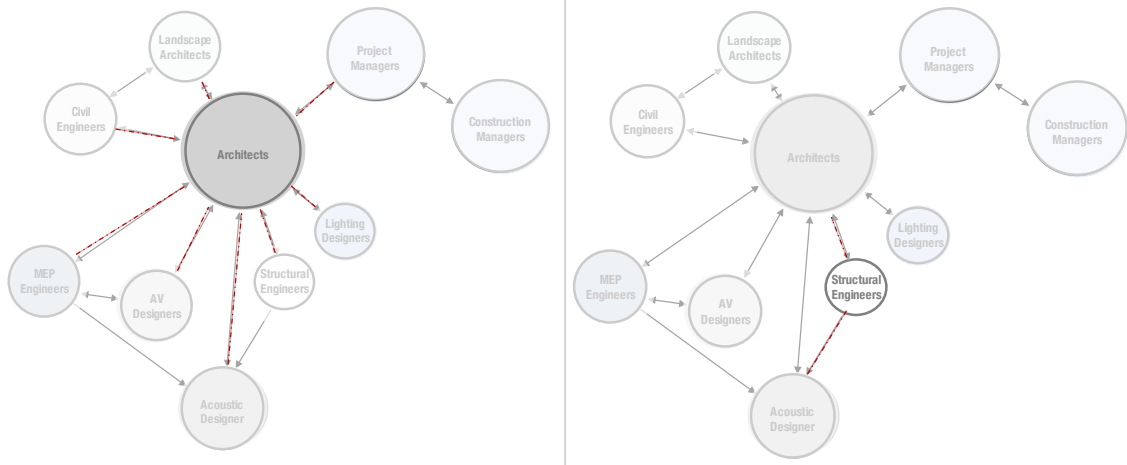 Landscape
Architects
Project
Managers
Civil
Engineers
Construction
Managers
Architects
Lighting
Designers
MEP
Engineers
AV
Designers
Structural
Engineers
Acoustic
Designer
Landscape
Architects
Project
Managers
Civil
Engineers
Construction
Managers
Architects
Lighting
Designers
MEP
Engineers
AV
Designers
Structural
Engineers
Acoustic
Designer